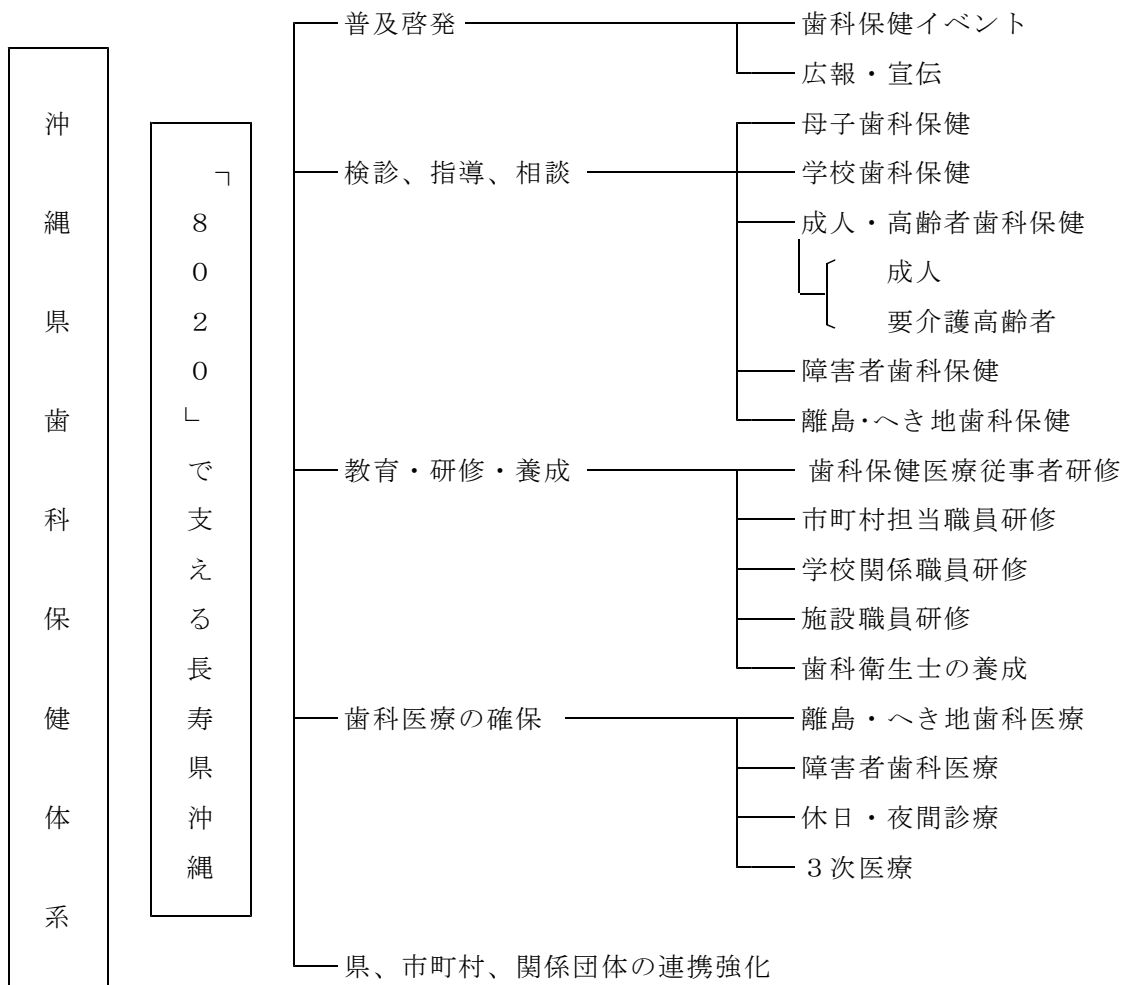 沖縄県歯科保健体系
「８０２０」で支える長寿県沖縄
普及啓発
歯科保健イベント
広報・宣伝
検診、指導、相談
母子歯科保健
学校歯科保健
成人・高齢者歯科保健
成人
要介護高齢者
障害者歯科保健
離島・へき地歯科保健
教育・研修・養成
歯科保健医療従事者研修
市町村担当職員研修
学校関係職員研修
施設職員研修
歯科衛生士の養成
歯科医療の確保
離島・へき地歯科医療
障害者歯科医療
休日・夜間診療
３次医療
県、市町村、関係団体の連携強化